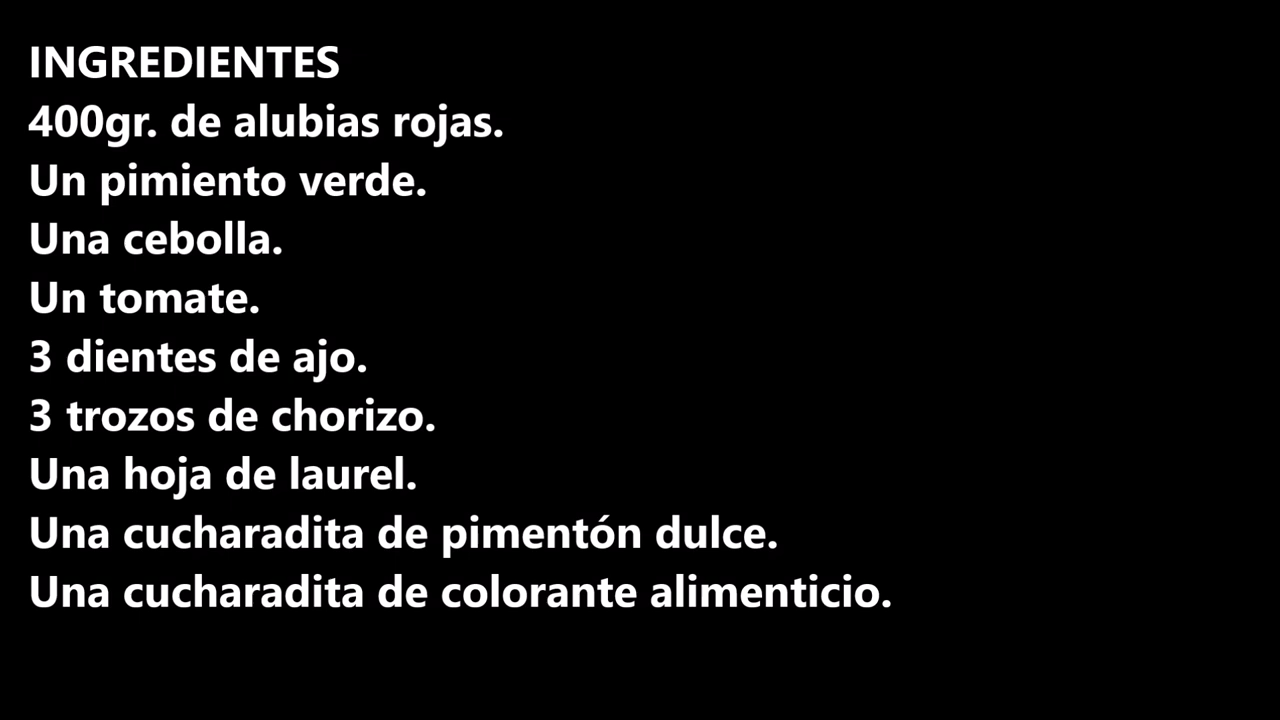 INGREDIENTES
400gr. de alubias rojas.
Un pimiento verde.
Una cebolla.
Un tomate.
3 dientes de ajo.
3 trozos de chorizo.
Una hoja de laurel.
Una cucharadita de pimentón dulce.
Una cucharadita de colorante alimenticio.